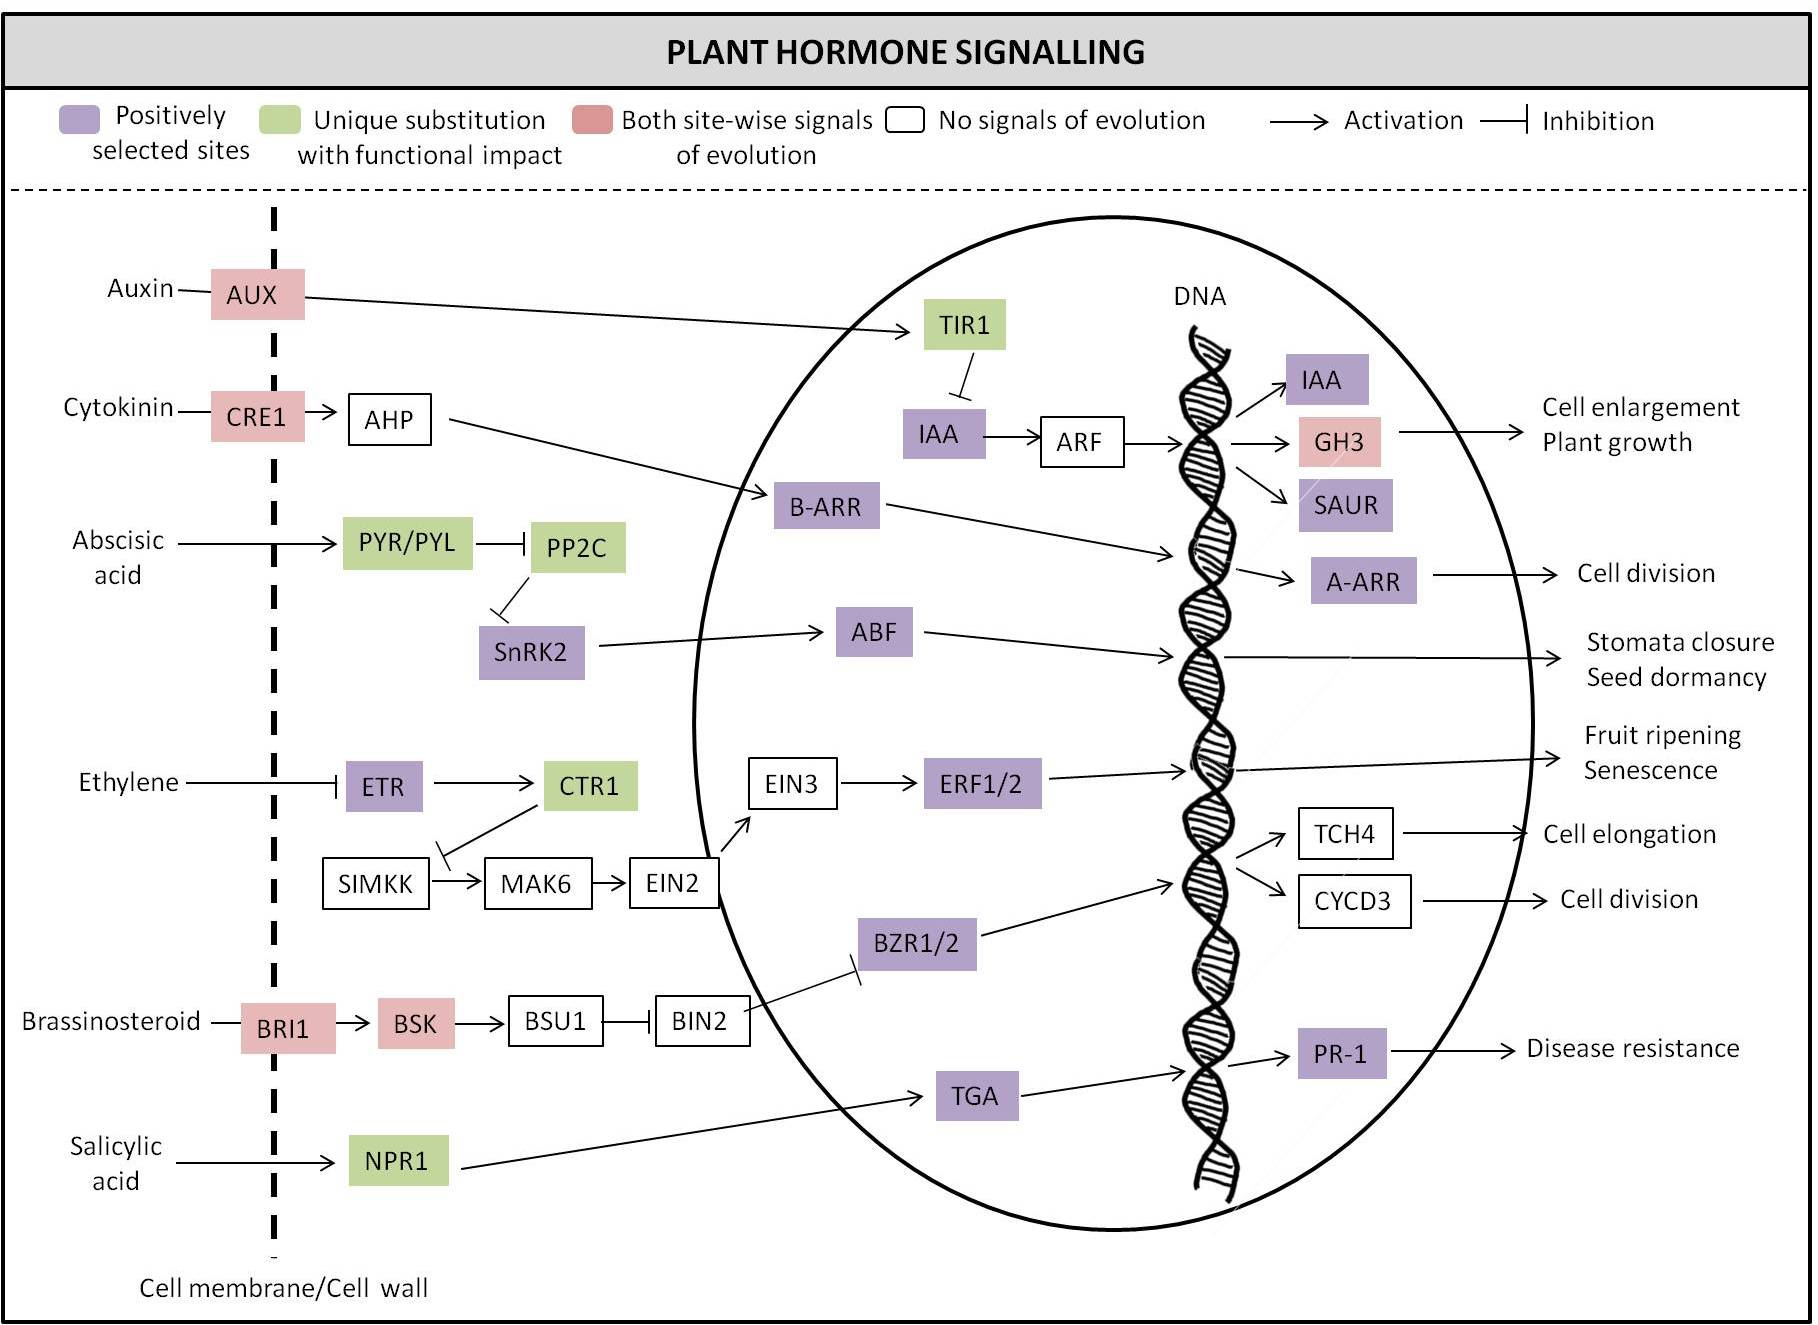 PLANT HORMONE SIGNALLING
Positively
selected sites
Unique substitution
with functional impact
Both site-wise signals
of evolution
No signals of evolution
Activation
Inhibition
Auxin
AUX
TIR1
DNA
IAA
Cytokinin
CRE1
AHP
IAA
ARF
GH3
Cell enlargement
Plant growth
B-ARR
SAUR
Abscisic
acid
PYR/PYL
PP2C
A-ARR
Cell division
SnRK2
ABF
Stomata closure
Seed dormancy
Ethylene
ETR
CTR1
EIN3
ERF1/2
Fruit ripening
Senescence
SIMKK
MAK6
EIN2
TCH4
Cell elongation
CYCD3
Cell division
BZR1/2
Brassinosteroid
BRI1
BSK
BSU1
BIN2
PR-1
Disease resistance
TGA
Salicylic
acid
NPR1
Cell membrane/Cell wall